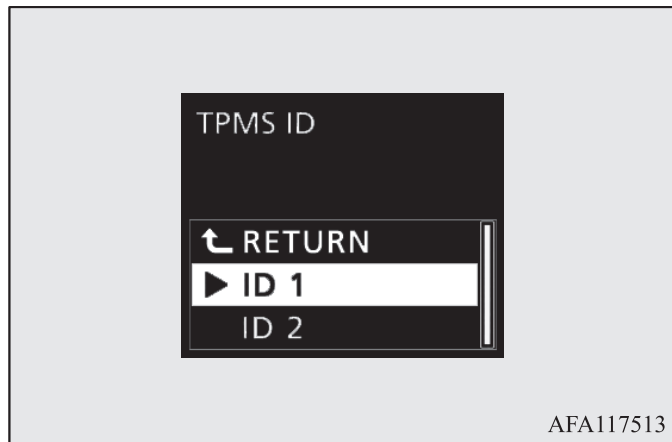 TPMS ID
RETURN
ID 1
ID 2
AFA117513